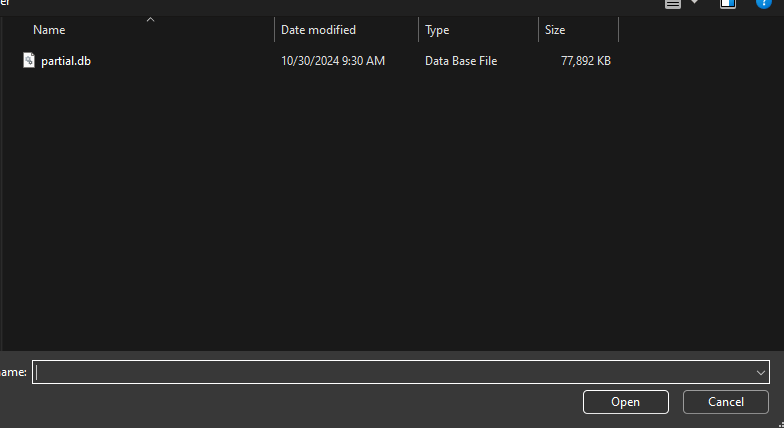 er
Name Date modified Type Size
partial.db 10/30/2024 9:30 AM Data Base File 77,892 KB
ame:
Open Cancel